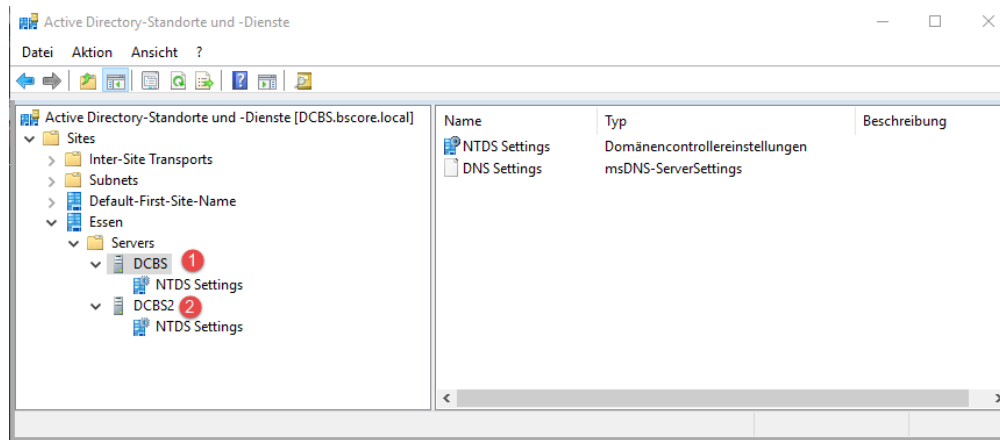 Active Directory-Standorte und -Dienste
Datei Aktion Ansicht ?
Active Directory-Standorte und -Dienste [DCBS.bscore.local]
Sites
Inter-Site Transports
Subnets
Default-First-Site-Name
Essen
Servers
DCBS 1
NTDS Settings
DCBS2 2
NTDS Settings
Name Typ Beschreibung
NTDS Settings Domänencontrollereinstellungen
DNS Settings msDNS-ServerSettings